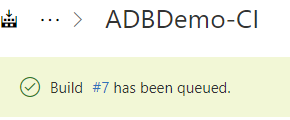 ··· > ADBDemo-CI
Build #7 has been queued.